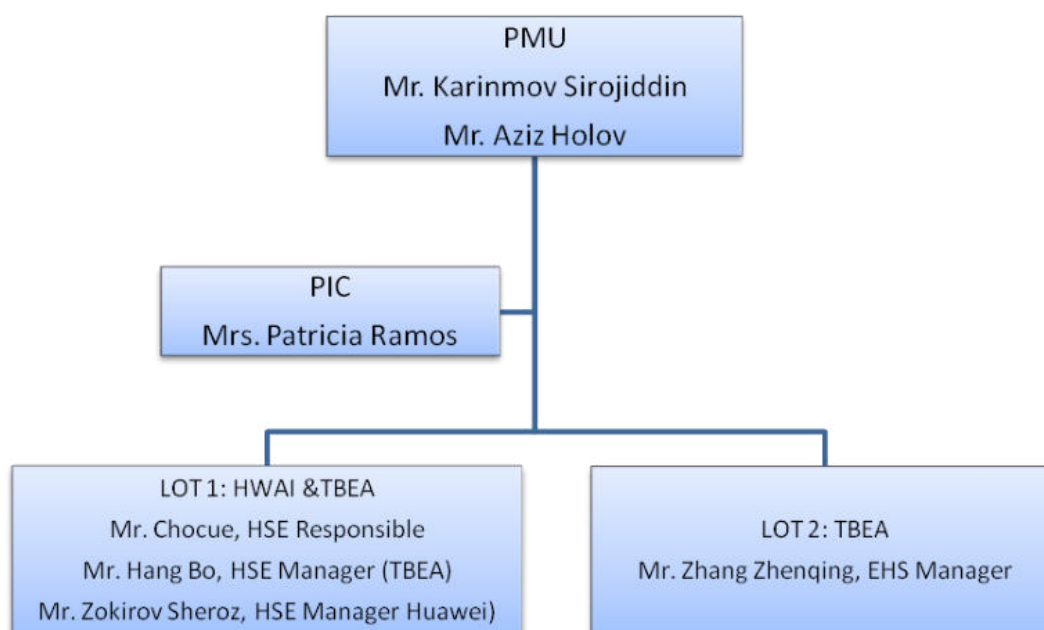 PMU
Mr. Karinmov Sirojiddin
Mr. Aziz Holov
PIC
Mrs. Patricia Ramos
LOT 1: HWAI &TBEA
Mr. Chocue, HSE Responsible
Mr. Hang Bo, HSE Manager (TBEA)
Mr. Zokirov Sheroz, HSE Manager Huawei)
LOT 2: TBEA
Mr. Zhang Zhenqing, EHS Manager